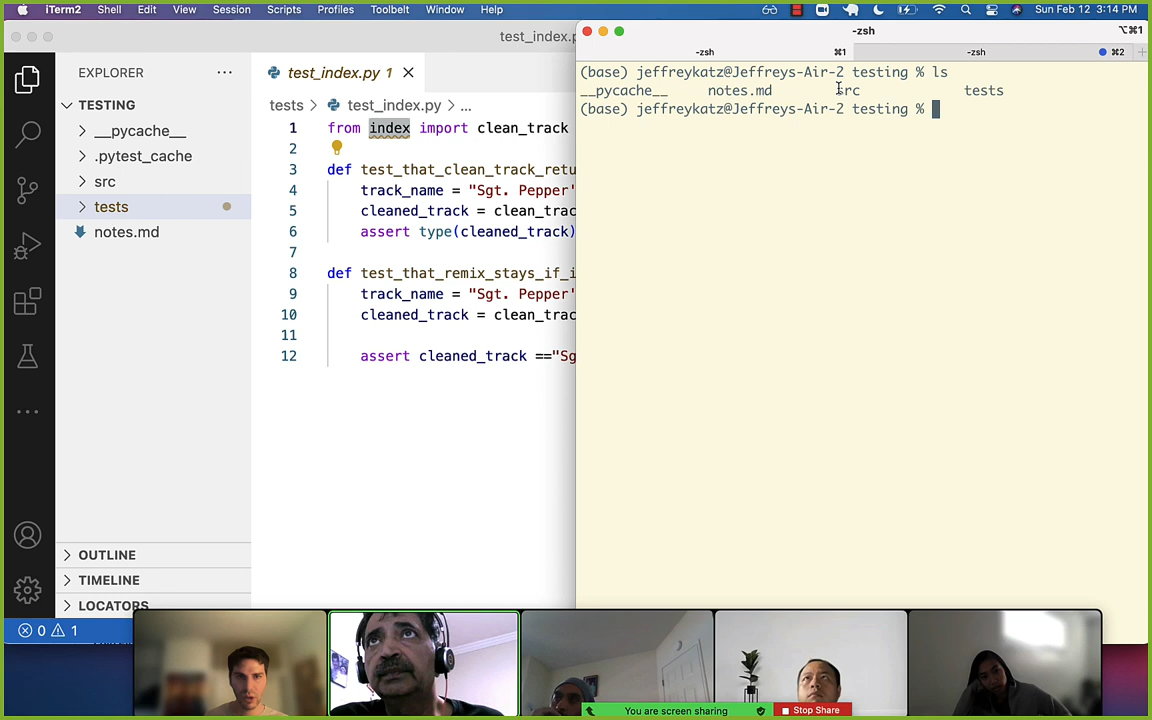 iTerm2 Shell Edit View Session Scripts Profiles Toolbelt Window Help Sun Feb 12 3:14 PM
test_index.p
-zsh ⌥⌘1
-zsh ⌘1 -zsh ⌘2
EXPLORER ...
test_index.py 1
TESTING
__pycache__
.pytest_cache
src
tests
notes.md
tests > test_index.py > ...
1 from index import clean_track
2
3 def test_that_clean_track_retu
4 track_name = "Sgt. Pepper'
5 cleaned_track = clean_trac
6 assert type(cleaned_track)
7
8 def test_that_remix_stays_if_i
9 track_name = "Sgt. Pepper'
10 cleaned_track = clean_trac
11
12 assert cleaned_track =="Sg
(base) jeffreykatz@Jeffreys-Air-2 testing % ls
__pycache__ notes.md src tests
(base) jeffreykatz@Jeffreys-Air-2 testing %
OUTLINE
TIMELINE
LOCATORS
0 1
You are screen sharing Stop Share